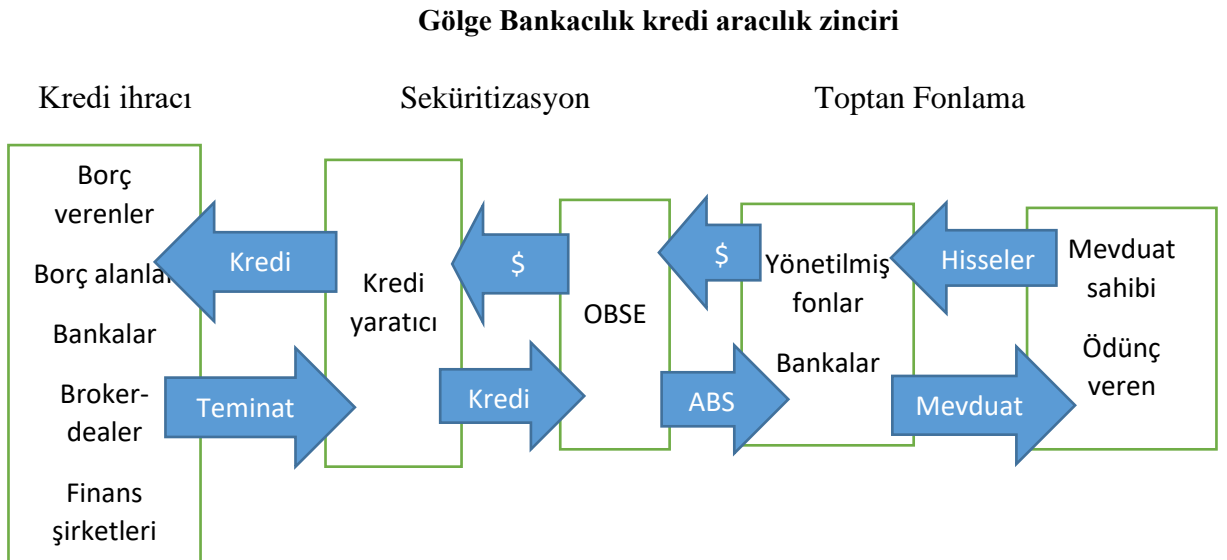 Gölge Bankacılık kredi aracılık zinciri
Kredi ihracı
Seküritizasyon
Toptan Fonlama
Borç
verenler
Borç alanlar
Bankalar
Broker-
dealer
Finans
şirketleri
Kredi
Teminat
Kredi
yaratıcı
$
Kredi
OBSE
$
ABS
Yönetilmiş
fonlar
Bankalar
Hisseler
Mevduat
Mevduat
sahibi
Ödünç
veren